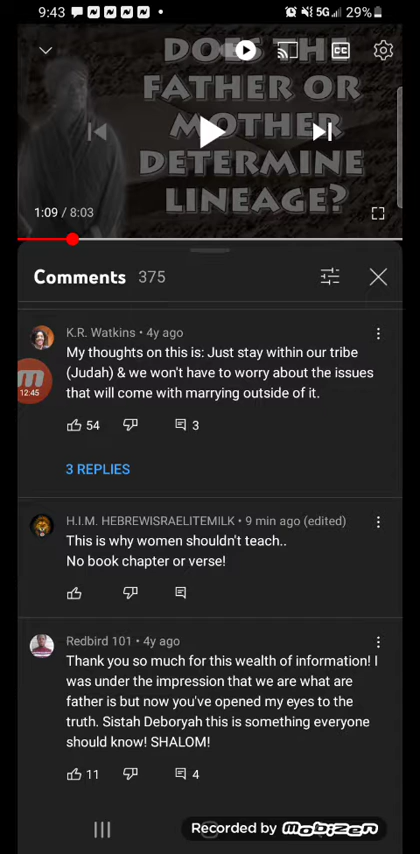 9:43
5G 29%
DOES THE
FATHER OR
MOTHER
DETERMINE
LINEAGE?
CC
1:09 / 8:03
Comments 375
K.R. Watkins • 4y ago
My thoughts on this is: Just stay within our tribe
(Judah) & we won't have to worry about the issues
that will come with marrying outside of it.
12:45
54 3
3 REPLIES
H.I.M. HEBREWISRAELITEMILK • 9 min ago (edited)
This is why women shouldn't teach..
No book chapter or verse!
Redbird 101 • 4y ago
Thank you so much for this wealth of information! I
was under the impression that we are what are
father is but now you've opened my eyes to the
truth. Sistah Deboryah this is something everyone
should know! SHALOM!
11 4
Recorded by mobizen